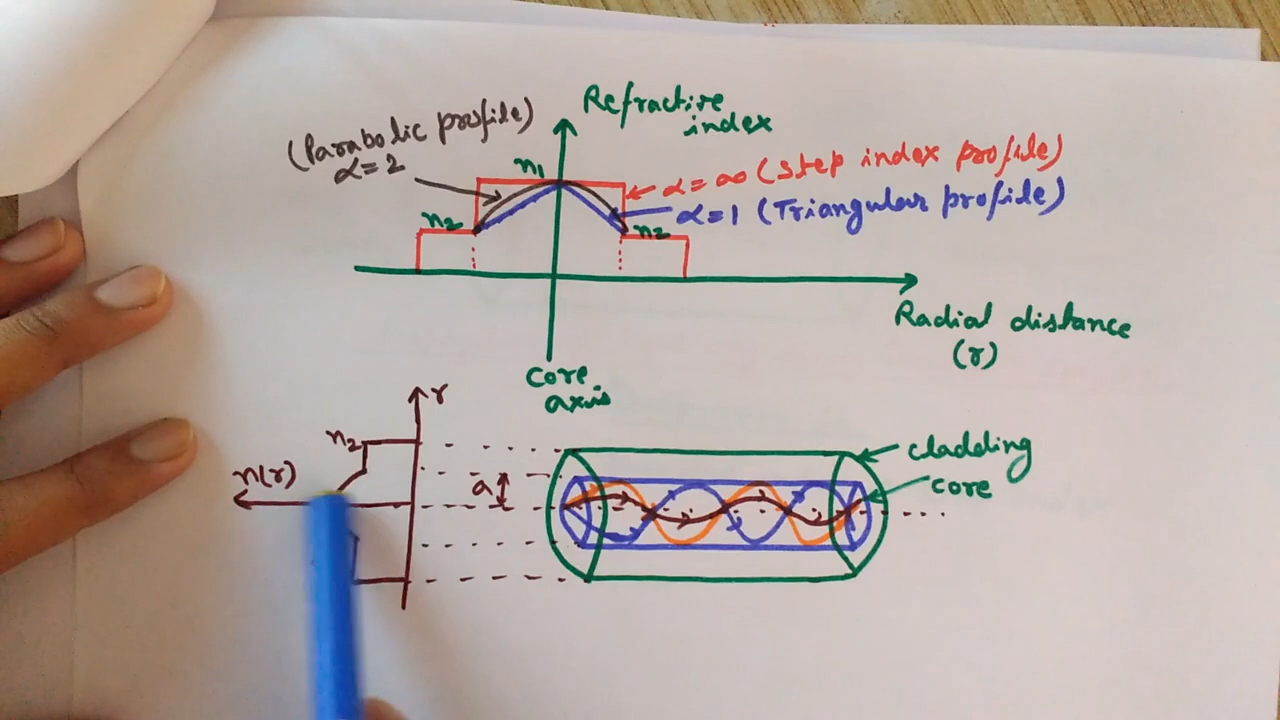 Refractive
index
(Parabolic profile)
α=2
n1
α=∞ (Step index profile)
α=1 (Triangular profile)
n2
n2
Radial distance
(r)
core
axis
r
n2
n(r)
a
cladding
core